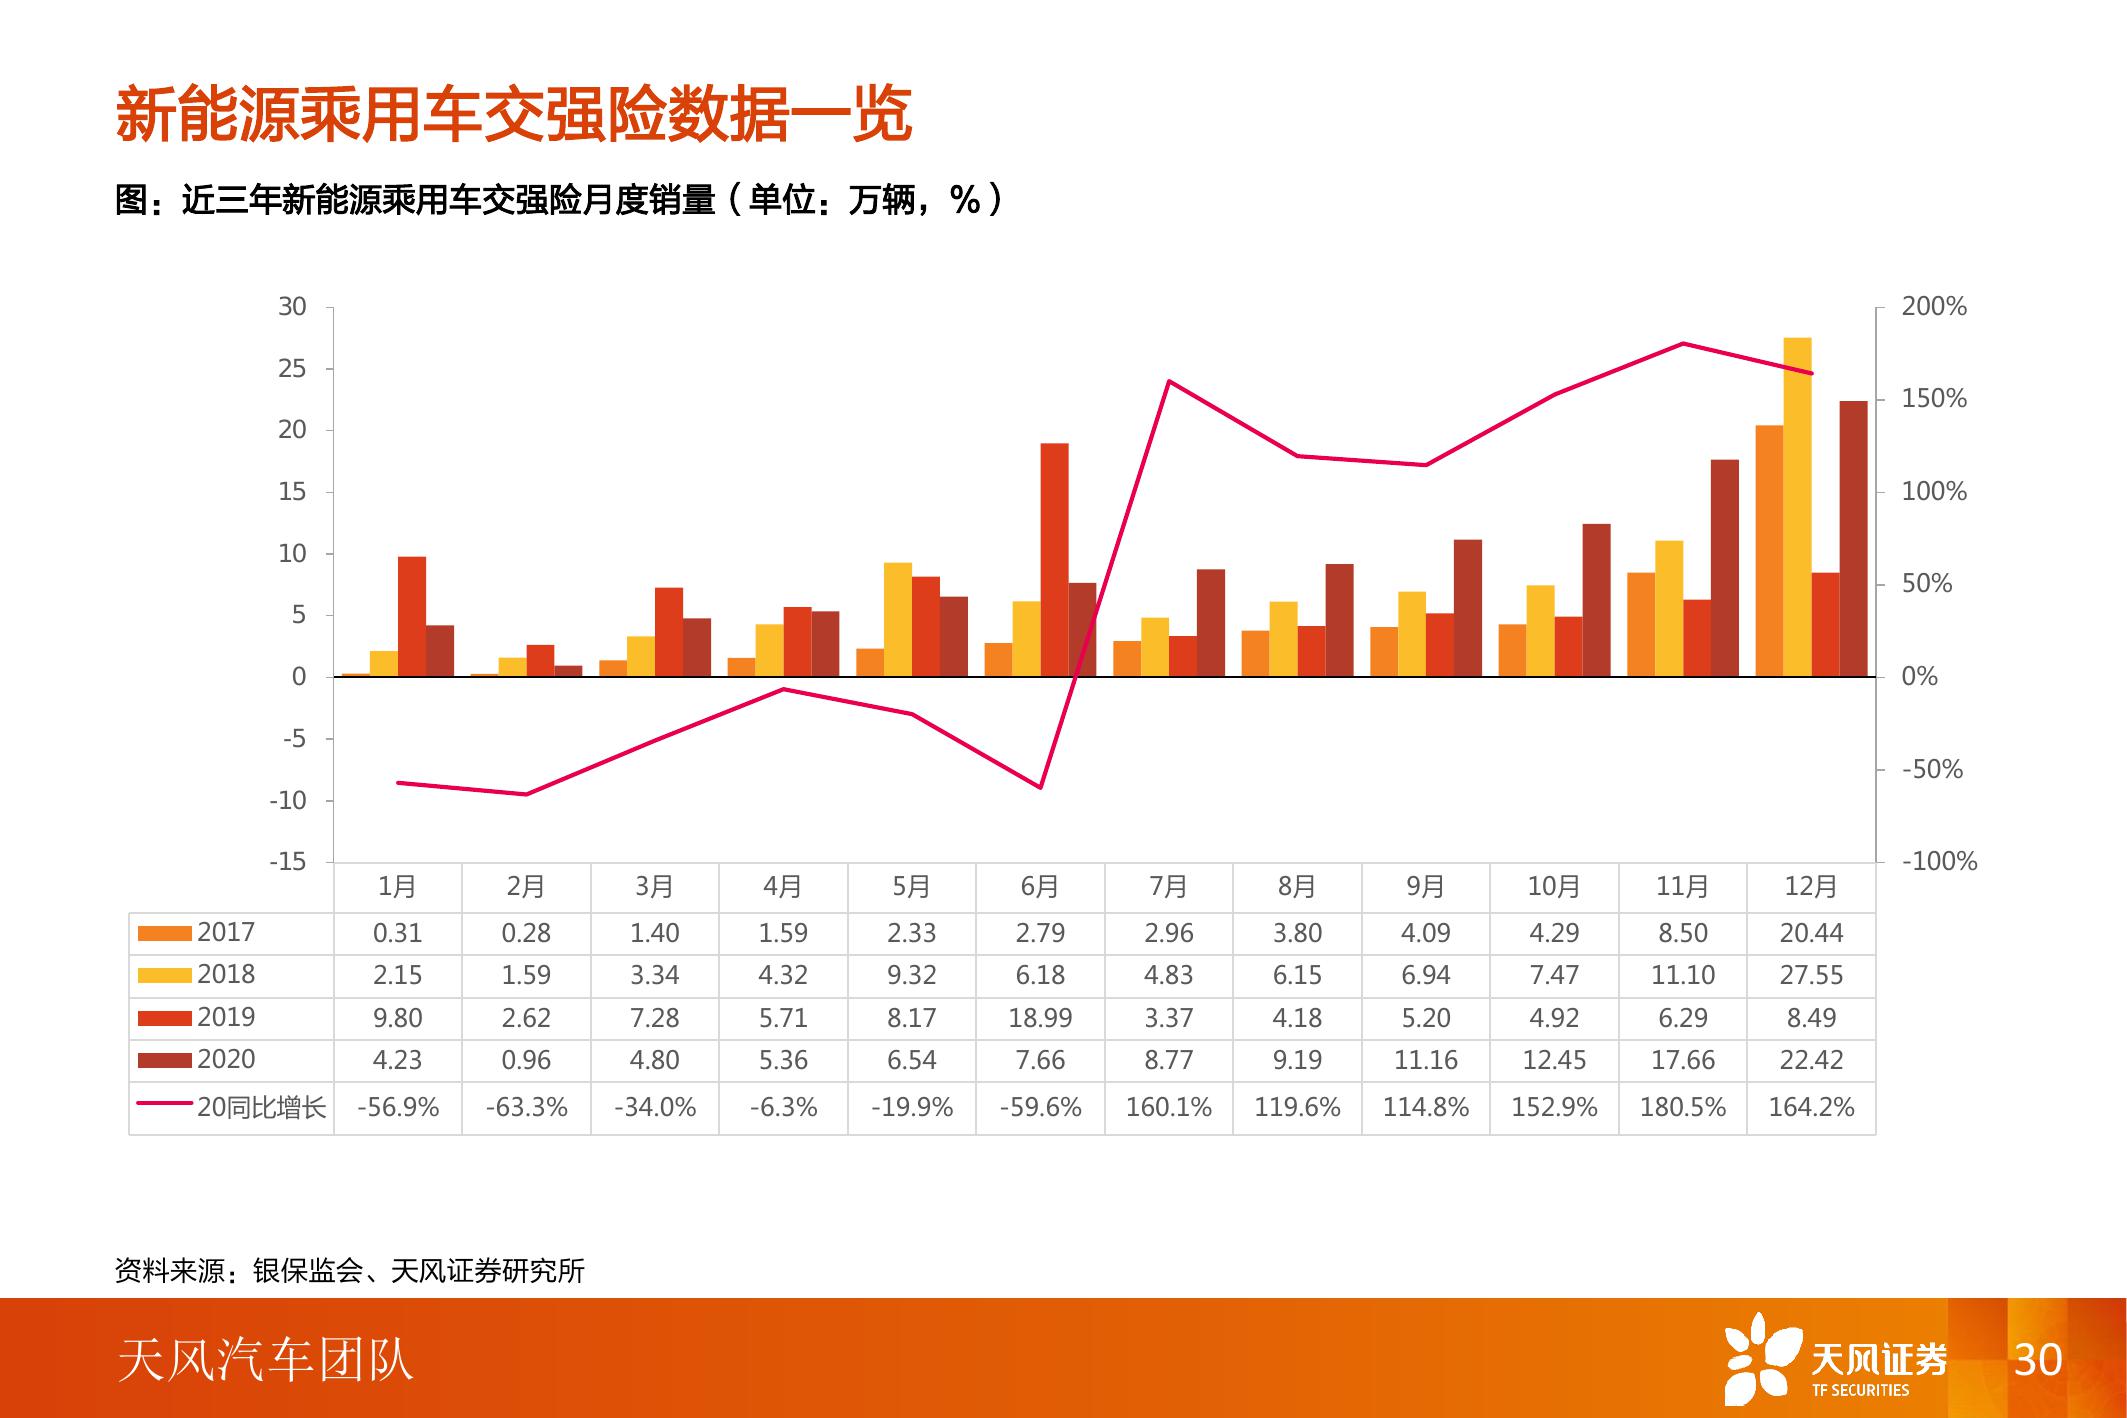 新能源乘用车交强险数据一览
图：近三年新能源乘用车交强险月度销量（单位：万辆，%）
30 200%
25
150%
20
15 100%
10
50%
5
0 0%
-5
-50%
-10
-15 -100%
1月 2月 3月 4月 5月 6月 7月 8月 9月 10月 11月 12月
2017 0.31 0.28 1.40 1.59 2.33 2.79 2.96 3.80 4.09 4.29 8.50 20.44
2018 2.15 1.59 3.34 4.32 9.32 6.18 4.83 6.15 6.94 7.47 11.10 27.55
2019 9.80 2.62 7.28 5.71 8.17 18.99 3.37 4.18 5.20 4.92 6.29 8.49
2020 4.23 0.96 4.80 5.36 6.54 7.66 8.77 9.19 11.16 12.45 17.66 22.42
20同比增长 -56.9% -63.3% -34.0% -6.3% -19.9% -59.6% 160.1% 119.6% 114.8% 152.9% 180.5% 164.2%
资料来源：银保监会、天风证券研究所
天风汽车团队
天风证券
TF SECURITIES
30